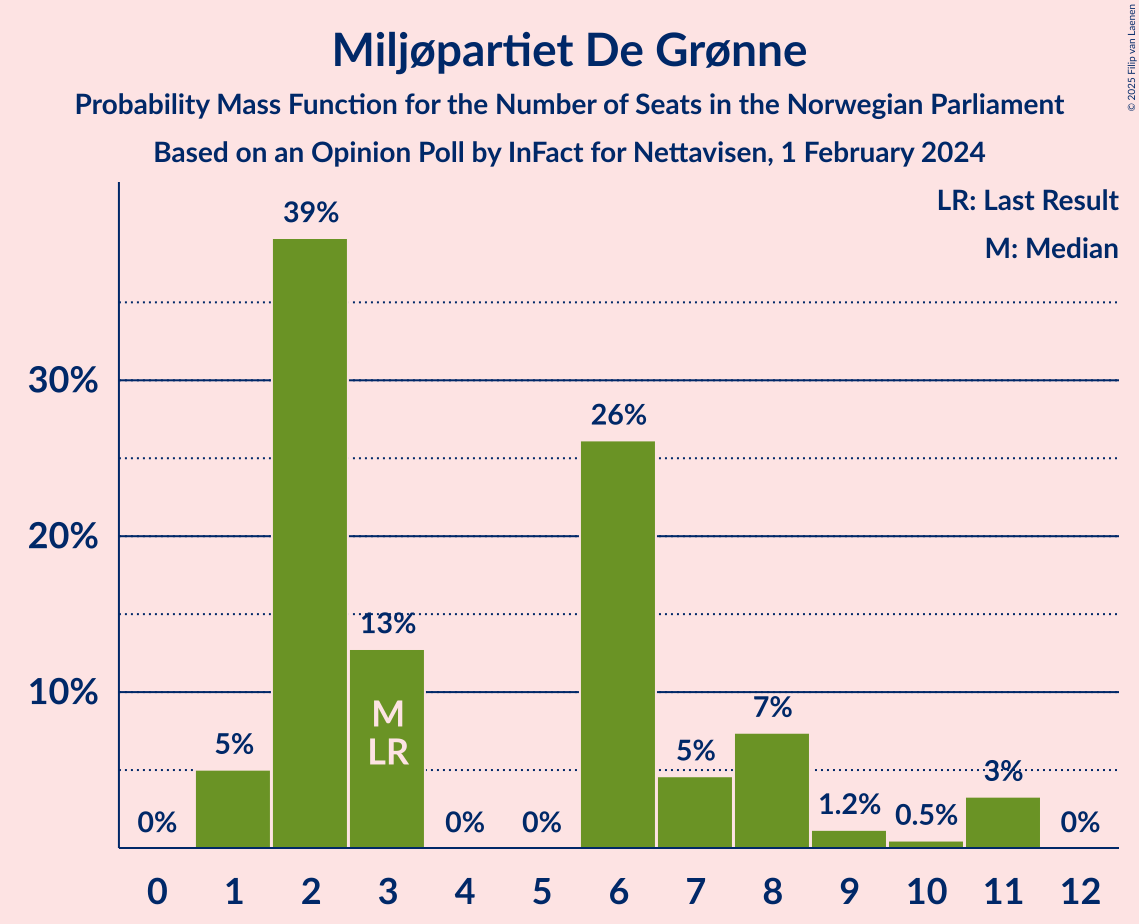 Miljøpartiet De Grønne
Probability Mass Function for the Number of Seats in the Norwegian Parliament
Based on an Opinion Poll by InFact for Nettavisen, 1 February 2024
© 2025 Filip van Laenen
LR: Last Result
M: Median
30%
20%
10%
0%
5%
39%
13%
M
LR
0%
0%
26%
5%
7%
1.2%
0.5%
3%
0%
0 1 2 3 4 5 6 7 8 9 10 11 12